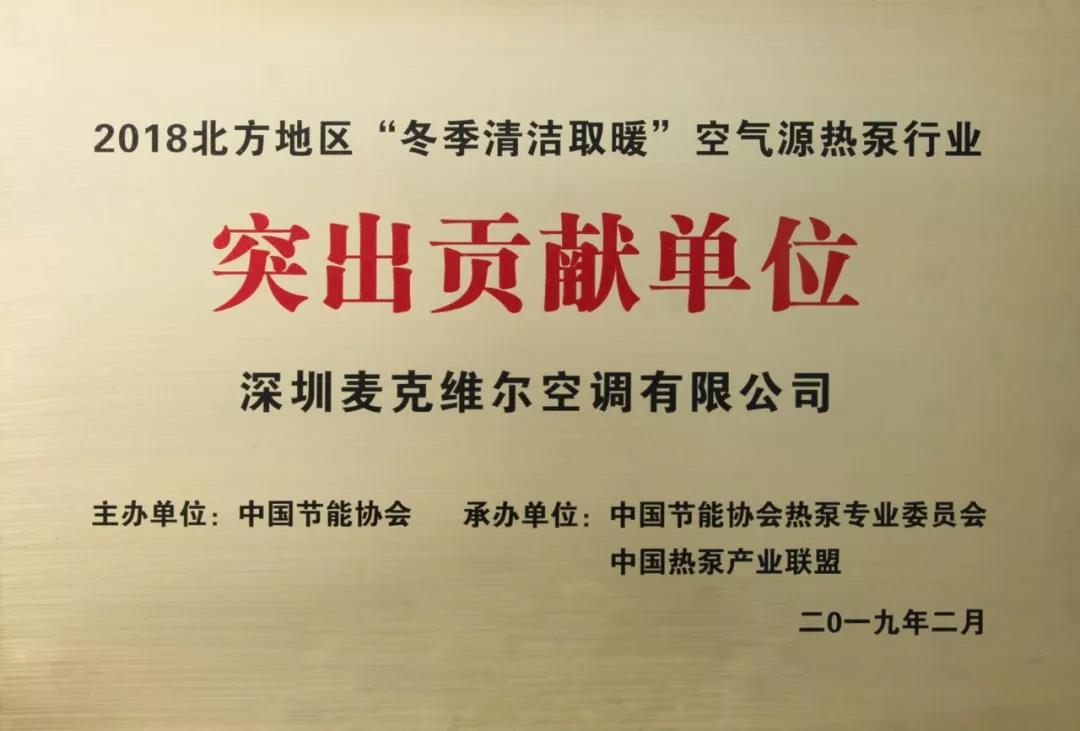 2018北方地区“冬季清洁取暖”空气源热泵行业
突出贡献单位
深圳麦克维尔空调有限公司
主办单位：中国节能协会 承办单位：中国节能协会热泵专业委员会
中国热泵产业联盟
二0一九年二月